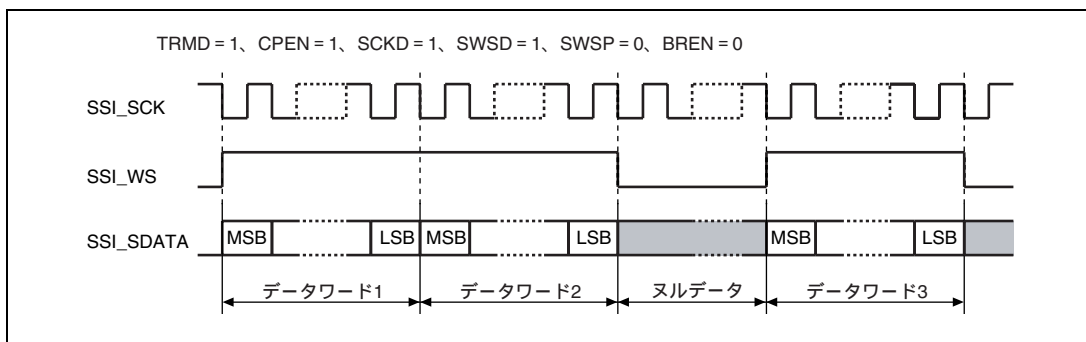 TRMD = 1、CPEN = 1、SCKD = 1、SWSD = 1、SWSP = 0、BREN = 0
SSI_SCK
SSI_WS
SSI_SDATA MSB LSB MSB LSB MSB LSB
データワード1 データワード2 ヌルデータ データワード3